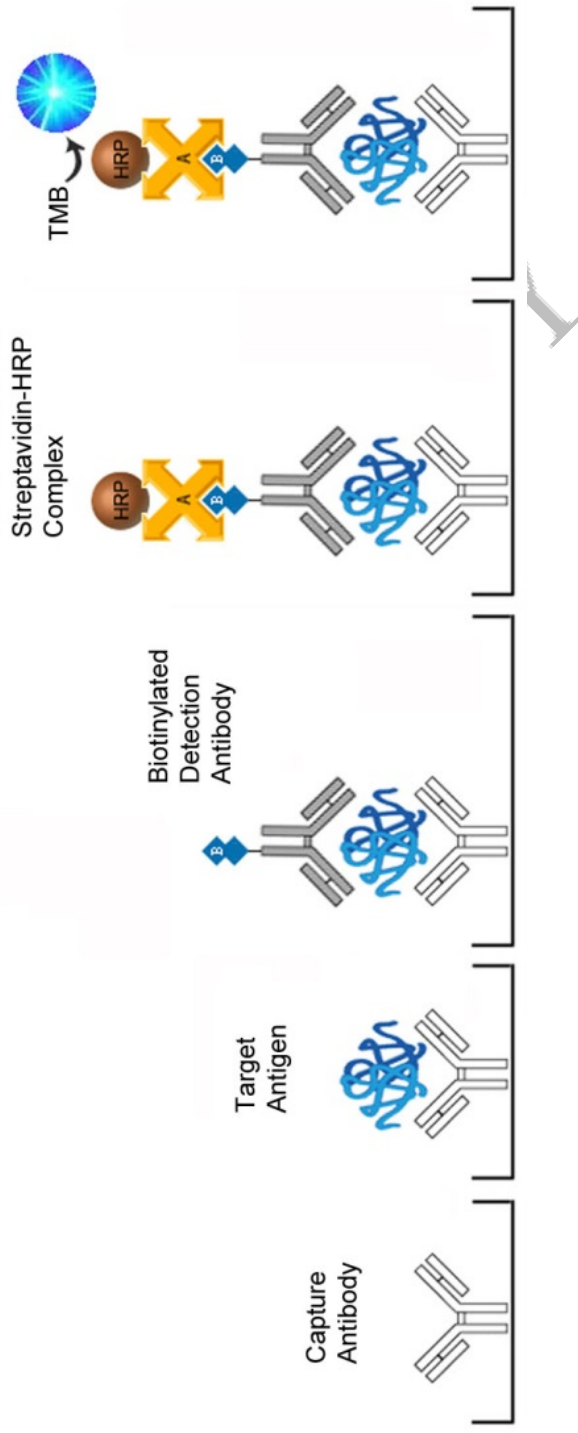 Capture
Antibody
Target
Antigen
B
Biotinylated
Detection
Antibody
Streptavidin-HRP
Complex
HRP
A
B
TMB
HRP
A
B